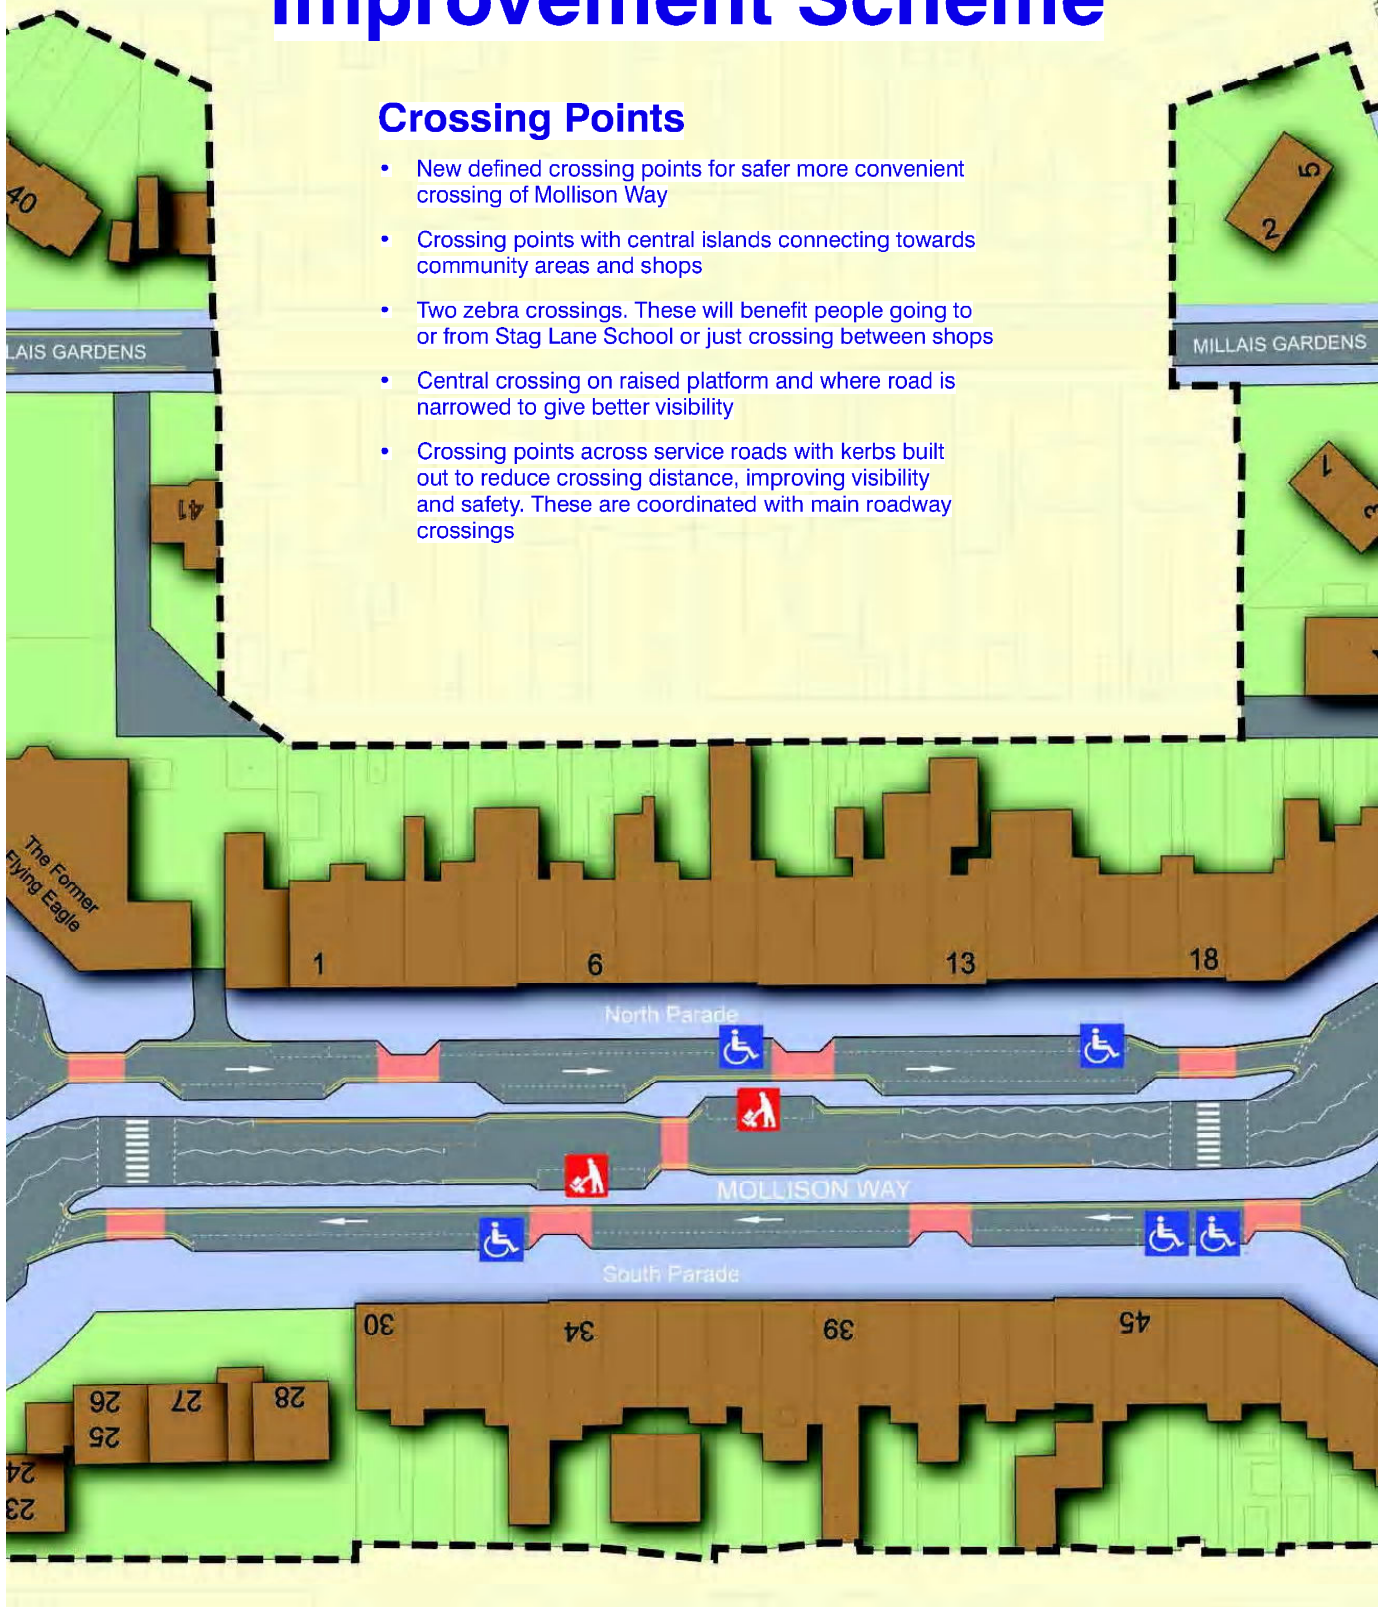 Improvement Scheme
Crossing Points
• New defined crossing points for safer more convenient
crossing of Mollison Way
• Crossing points with central islands connecting towards
community areas and shops
• Two zebra crossings. These will benefit people going to
or from Stag Lane School or just crossing between shops
• Central crossing on raised platform and where road is
narrowed to give better visibility
• Crossing points across service roads with kerbs built
out to reduce crossing distance, improving visibility
and safety. These are coordinated with main roadway
crossings
40
5
2
LAIS GARDENS
MILLAIS GARDENS
1
3
41
The Former
Flying Eagle
1
6
13
18
North Parade
MOLLISON WAY
South Parade
30
34
39
45
26
27
28
25
24
23